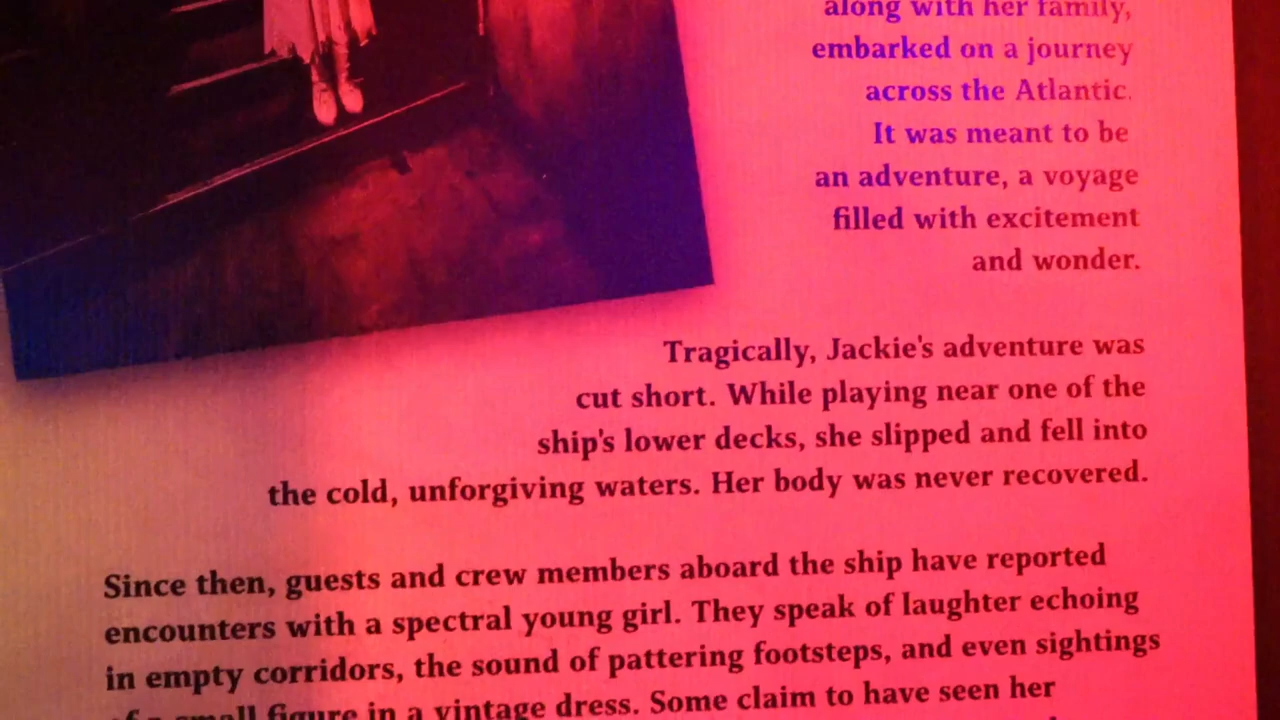 along with her family,
embarked on a journey
across the Atlantic.
It was meant to be
an adventure, a voyage
filled with excitement
and wonder.
Tragically, Jackie's adventure was
cut short. While playing near one of the
ship's lower decks, she slipped and fell into
the cold, unforgiving waters. Her body was never recovered.
Since then, guests and crew members aboard the ship have reported
encounters with a spectral young girl. They speak of laughter echoing
in empty corridors, the sound of pattering footsteps, and even sightings
of a small figure in a vintage dress. Some claim to have seen her